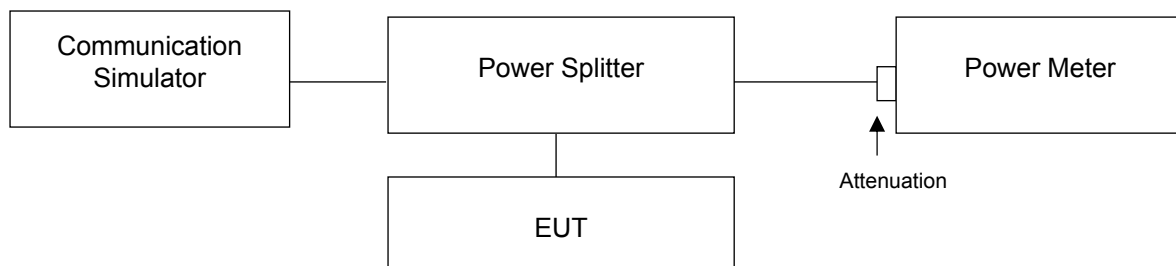 Communication
Simulator
Power Splitter
Power Meter
Attenuation
EUT